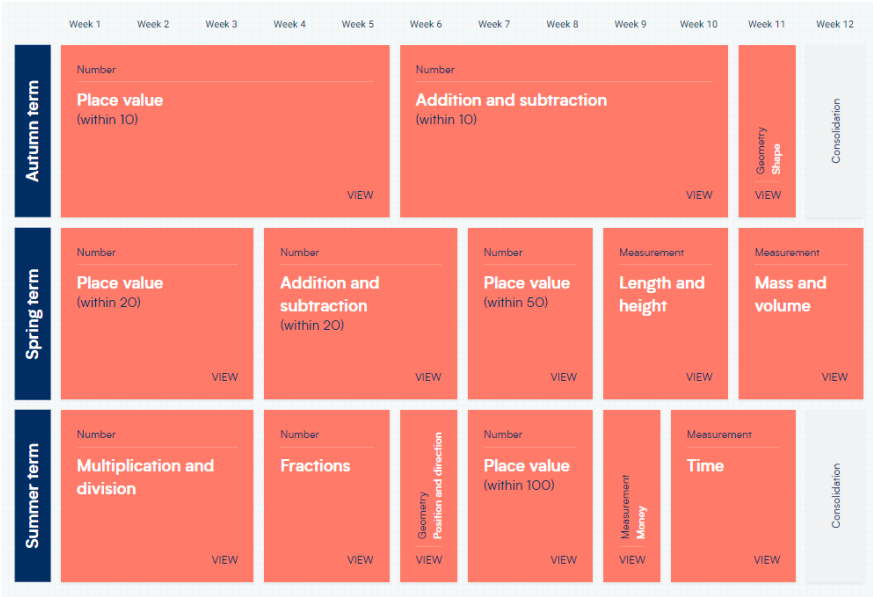 Week 1
Week 2
Week 3
Week 4
Week 5
Week 6
Week 7
Week 8
Week 9
Week 10
Week 11
Week 12
Autumn term
Number
Place value
(within 10)
VIEW
Number
Addition and subtraction
(within 10)
VIEW
Geometry
Shape
VIEW
Consolidation
Spring term
Number
Place value
(within 20)
VIEW
Number
Addition and
subtraction
(within 20)
VIEW
Number
Place value
(within 50)
VIEW
Measurement
Length and
height
VIEW
Measurement
Mass and
volume
VIEW
Summer term
Number
Multiplication and
division
VIEW
Number
Fractions
VIEW
Geometry
Position and direction
VIEW
Number
Place value
(within 100)
VIEW
Measurement
Money
VIEW
Measurement
Time
VIEW
Consolidation